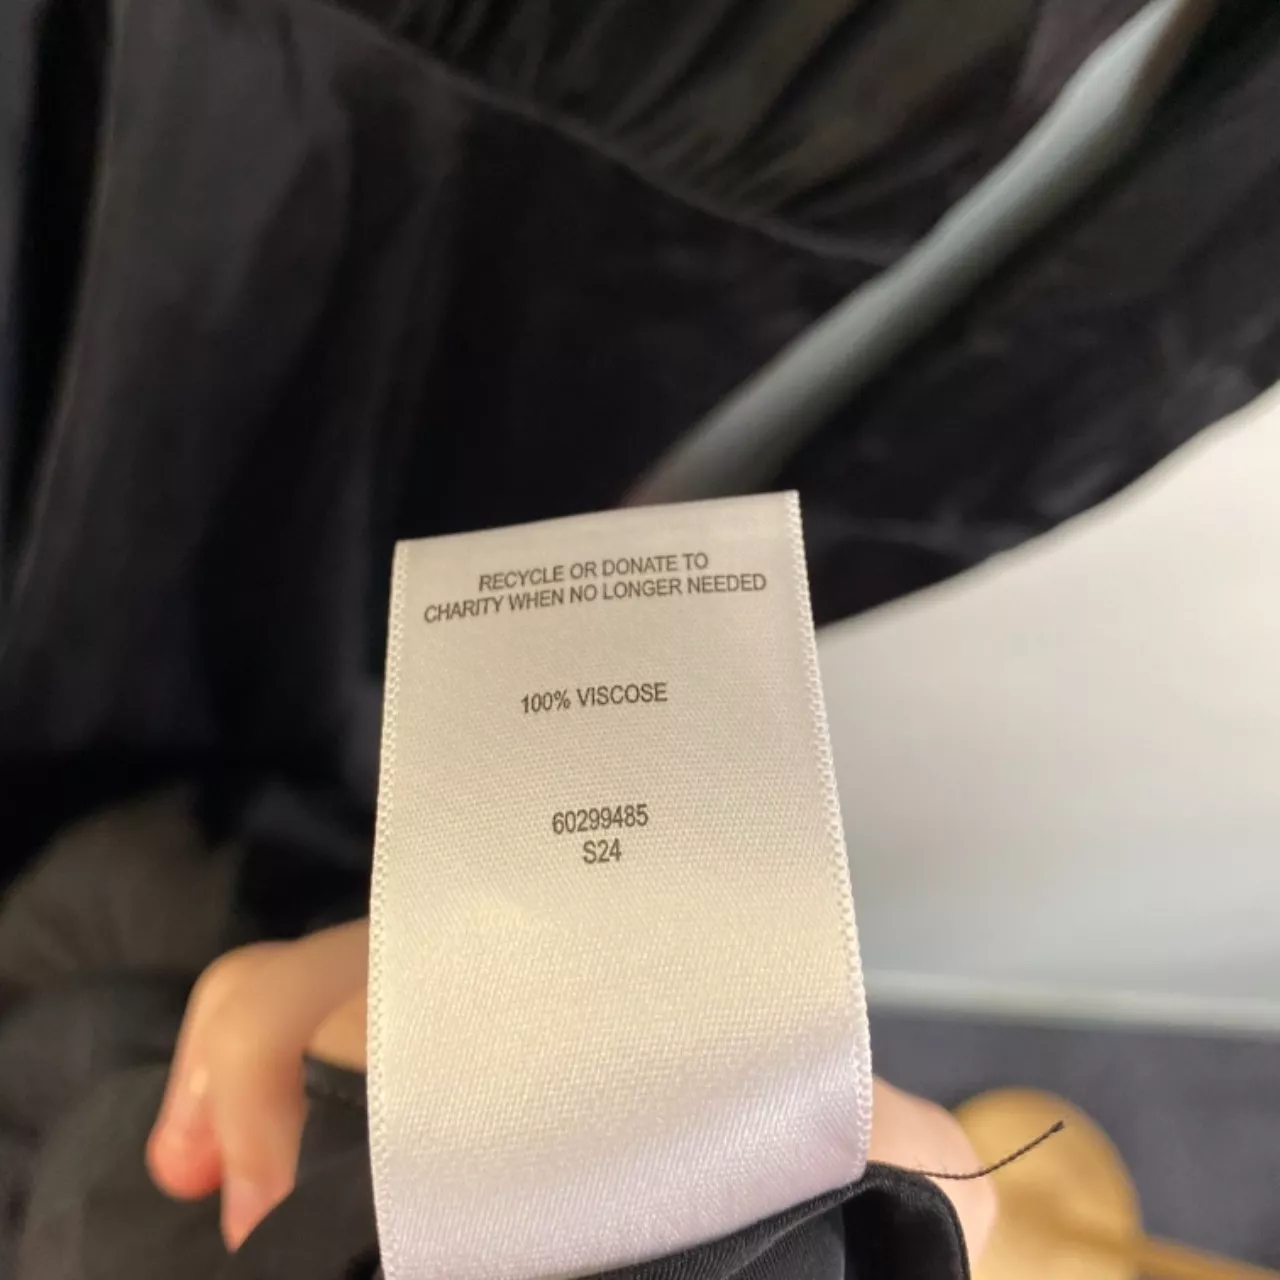 RECYCLE OR DONATE TO
CHARITY WHEN NO LONGER NEEDED
100% VISCOSE
60299485
S24